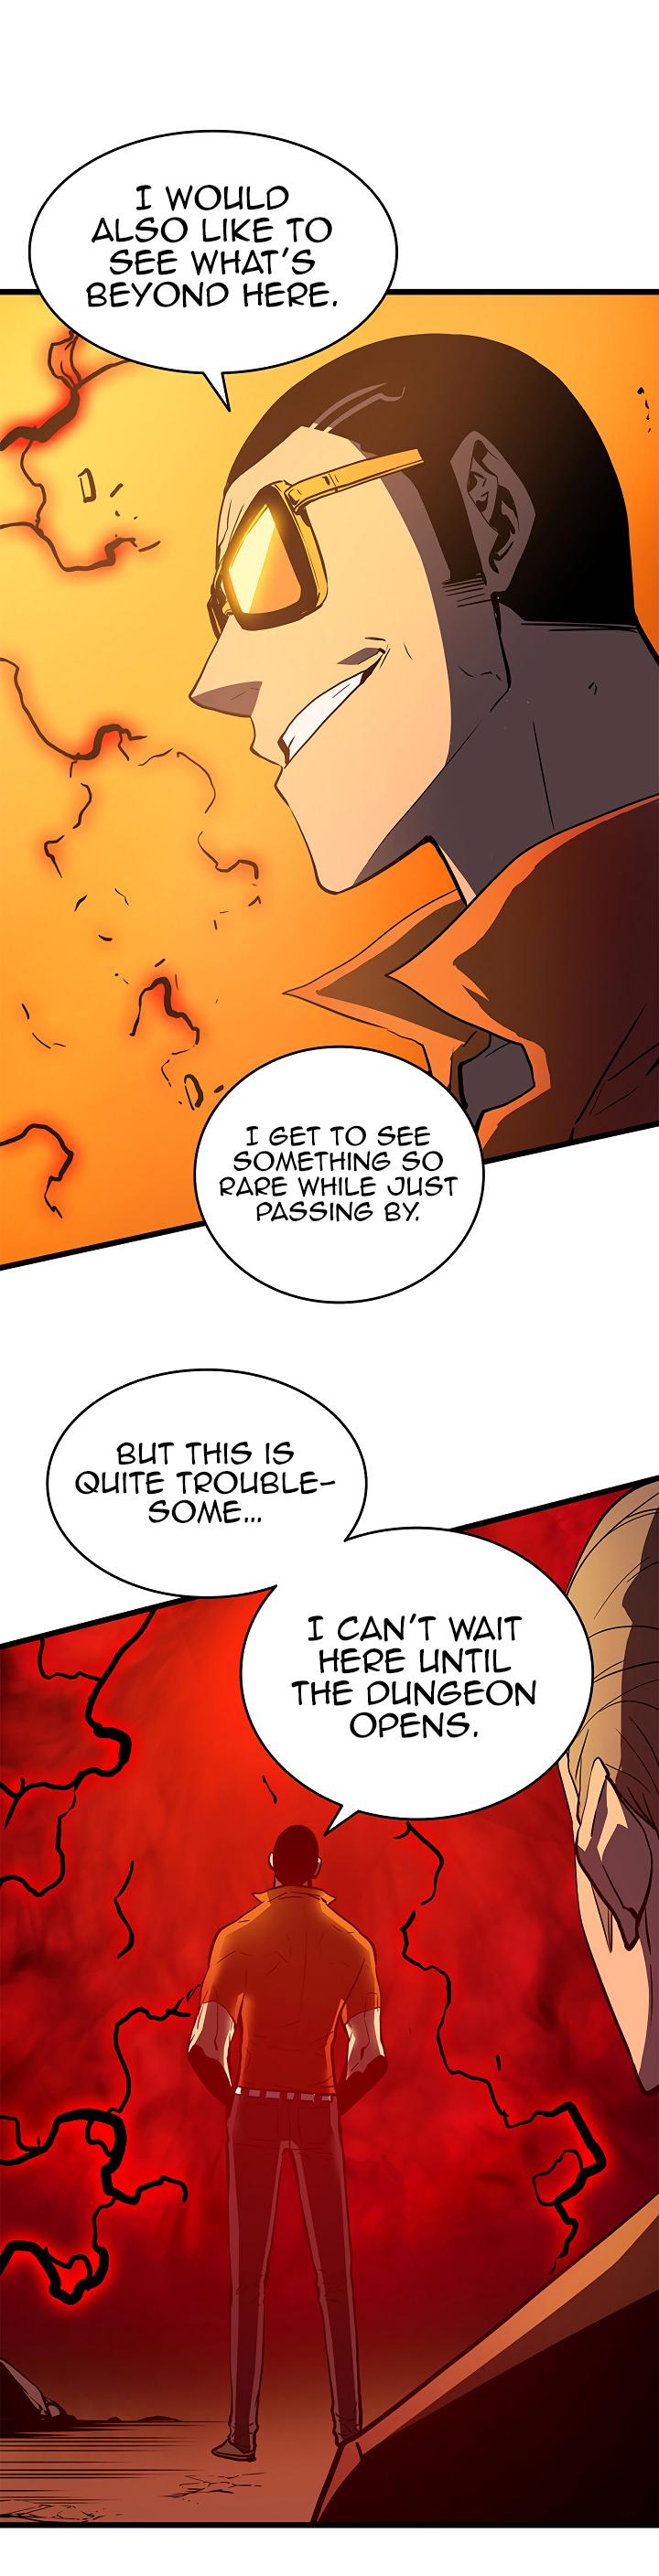 I WOULD
ALSO LIKE TO
SEE WHAT'S
BEYOND HERE.
I GET TO SEE
SOMETHING SO
RARE WHILE JUST
PASSING BY.
BUT THIS IS
QUITE TROUBLE-
SOME...
I CAN'T WAIT
HERE UNTIL
THE DUNGEON
OPENS.